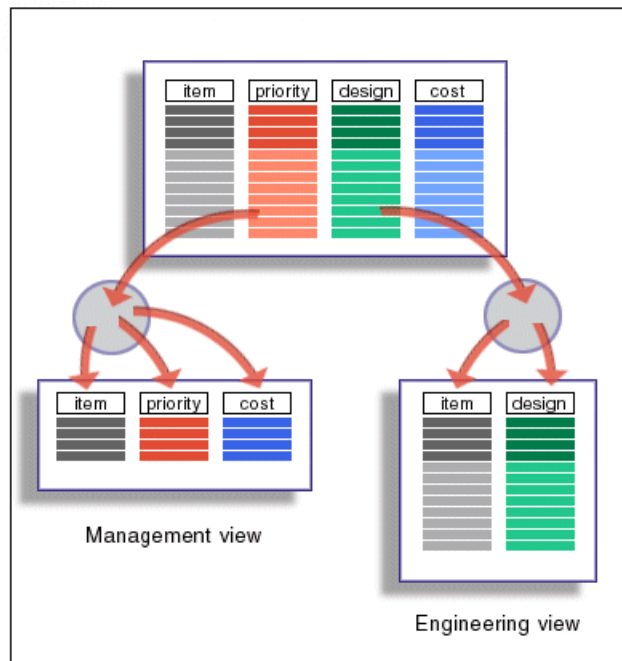 item priority design cost
item priority cost
item design
Management view
Engineering view